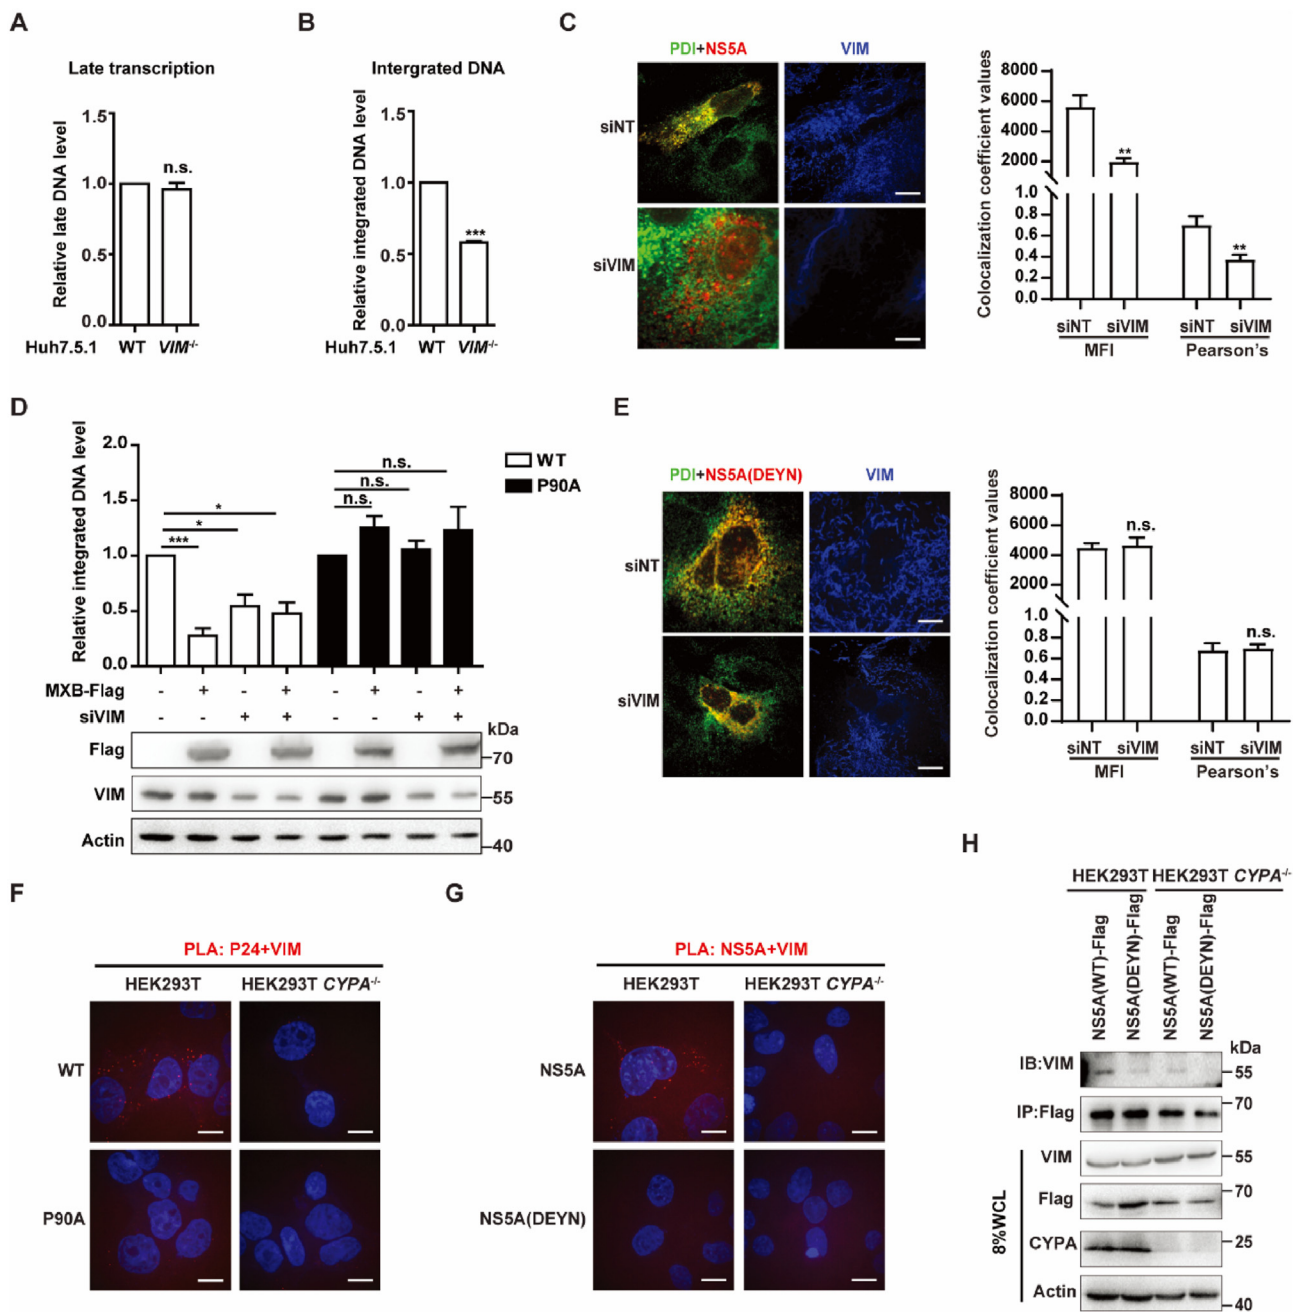 A
Late transcription
Relative late DNA level
1.5
1.0
0.5
0.0
n.s.
Huh7.5.1 WT VIM-/-
B
Intergrated DNA
Relative integrated DNA level
1.5
1.0
0.5
0.0
***
Huh7.5.1 WT VIM-/-
C
PDI+NS5A VIM
siNT
siVIM
Colocalization coefficient values
8000
6000
4000
2000
1.0
0.8
0.6
0.4
0.2
0.0
**
**
siNT siVIM siNT siVIM
MFI Pearson's
D
Relative integrated DNA level
2.0
1.5
1.0
0.5
0.0
*
*
***
n.s.
n.s.
n.s.
WT
P90A
MXB-Flag - + - + - + - +
siVIM - - + + - - + +
kDa
Flag 70
VIM 55
Actin 40
E
PDI+NS5A(DEYN) VIM
siNT
siVIM
Colocalization coefficient values
8000
6000
4000
2000
1.0
0.8
0.6
0.4
0.2
0.0
n.s.
n.s.
siNT siVIM siNT siVIM
MFI Pearson's
F
PLA: P24+VIM
HEK293T HEK293T CYPA-/-
WT
P90A
G
PLA: NS5A+VIM
HEK293T HEK293T CYPA-/-
NS5A
NS5A(DEYN)
H
HEK293T HEK293T CYPA-/-
NS5A(WT)-Flag
NS5A(DEYN)-Flag
NS5A(WT)-Flag
NS5A(DEYN)-Flag
kDa
IB:VIM 55
IP:Flag 70
8%WCL
VIM 55
Flag 70
CYPA 25
Actin 40